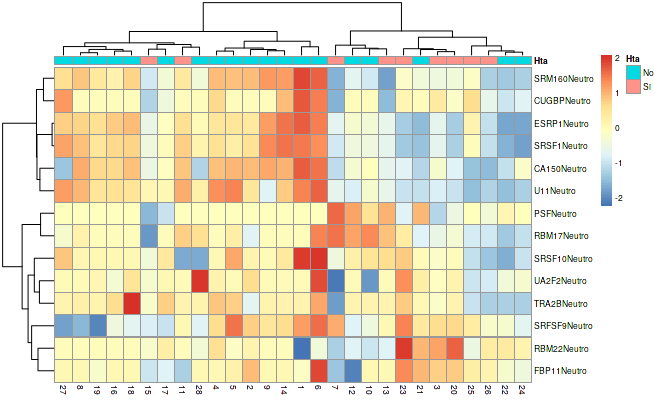 Hta
SRM160Neutro
CUGBPNeutro
ESRP1Neutro
SRSF1Neutro
CA150Neutro
U11Neutro
PSFNeutro
RBM17Neutro
SRSF10Neutro
UA2F2Neutro
TRA2BNeutro
SRFSF9Neutro
RBM22Neutro
FBP11Neutro
27 8 19 16 18 15 17 11 28 4 5 2 9 14 1 6 7 12 10 13 23 21 3 20 25 26 22 24
2
1
0
-1
-2
Hta
No
SI